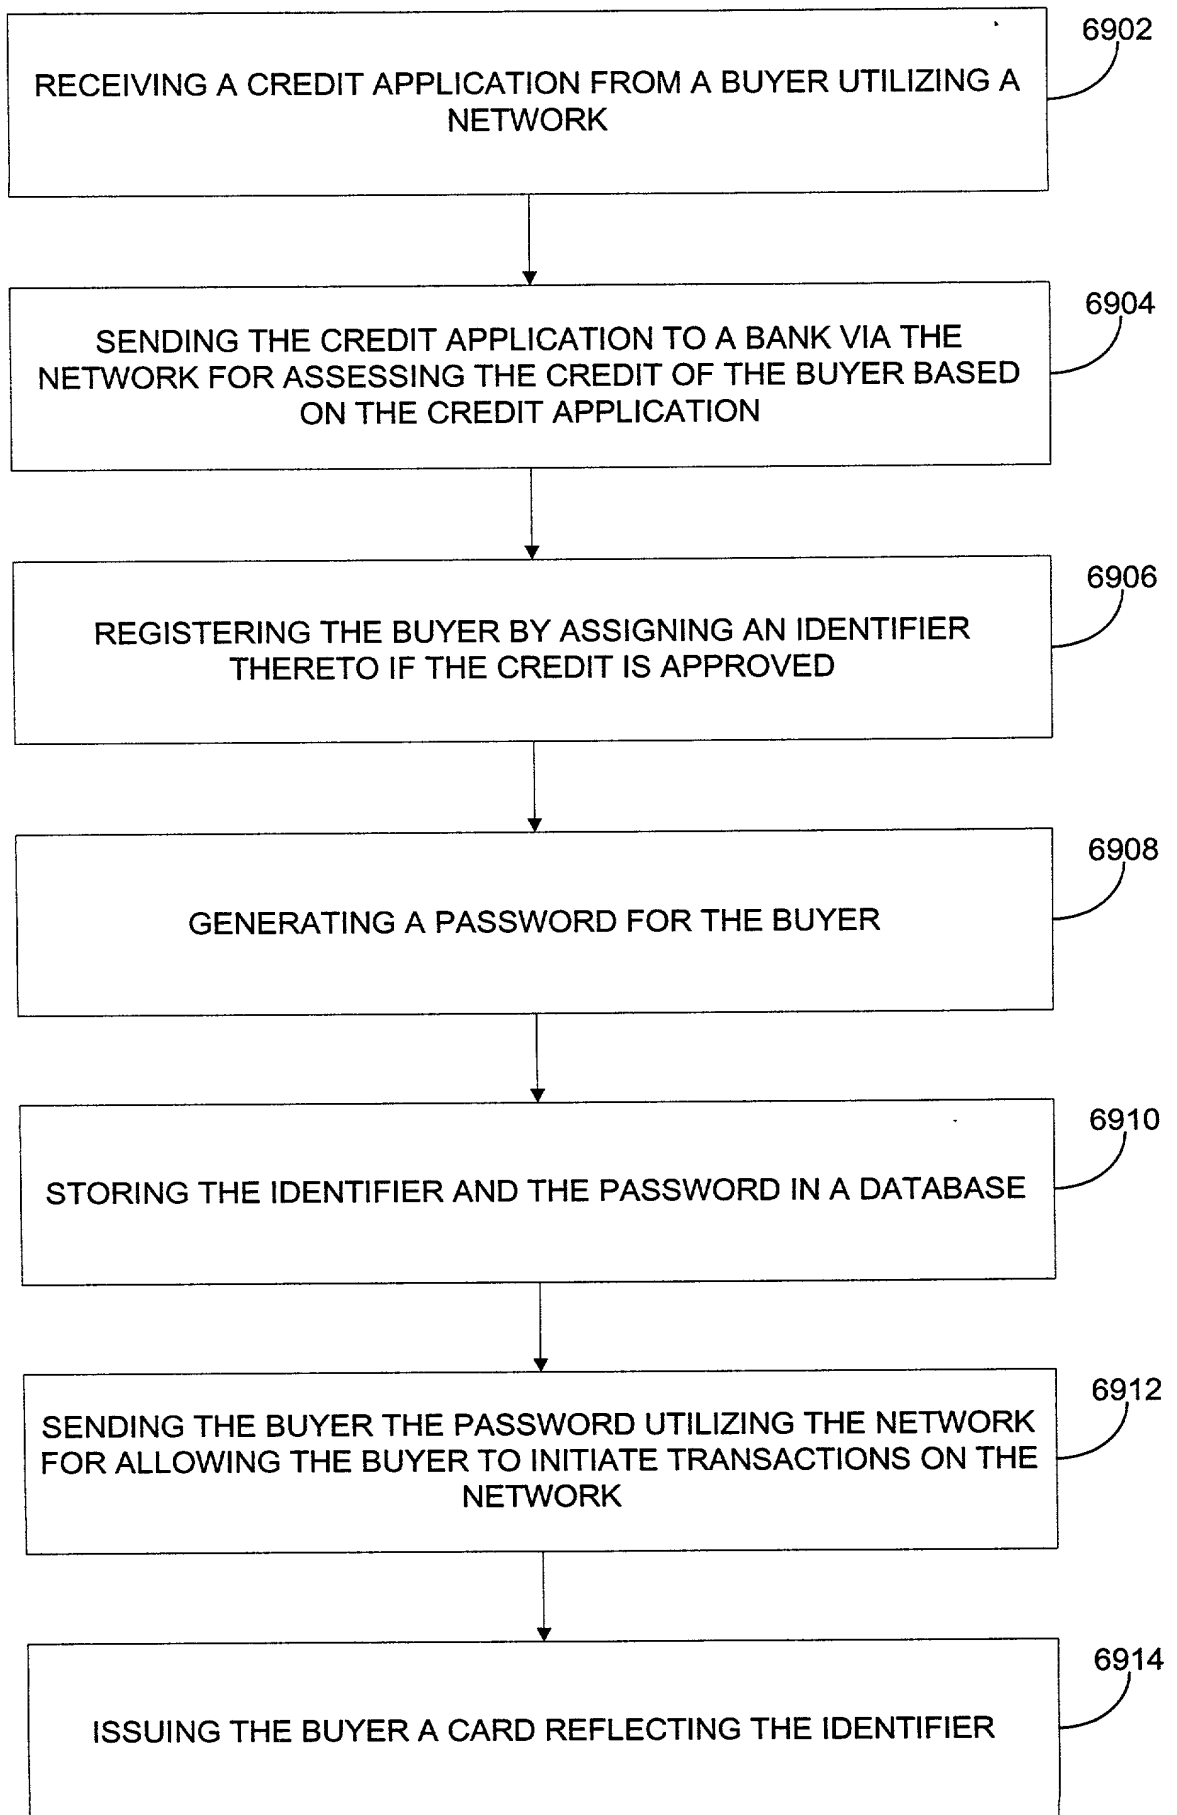 6902
RECEIVING A CREDIT APPLICATION FROM A BUYER UTILIZING A
NETWORK
6904
SENDING THE CREDIT APPLICATION TO A BANK VIA THE
NETWORK FOR ASSESSING THE CREDIT OF THE BUYER BASED
ON THE CREDIT APPLICATION
6906
REGISTERING THE BUYER BY ASSIGNING AN IDENTIFIER
THERETO IF THE CREDIT IS APPROVED
6908
GENERATING A PASSWORD FOR THE BUYER
6910
STORING THE IDENTIFIER AND THE PASSWORD IN A DATABASE
6912
SENDING THE BUYER THE PASSWORD UTILIZING THE NETWORK
FOR ALLOWING THE BUYER TO INITIATE TRANSACTIONS ON THE
NETWORK
6914
ISSUING THE BUYER A CARD REFLECTING THE IDENTIFIER